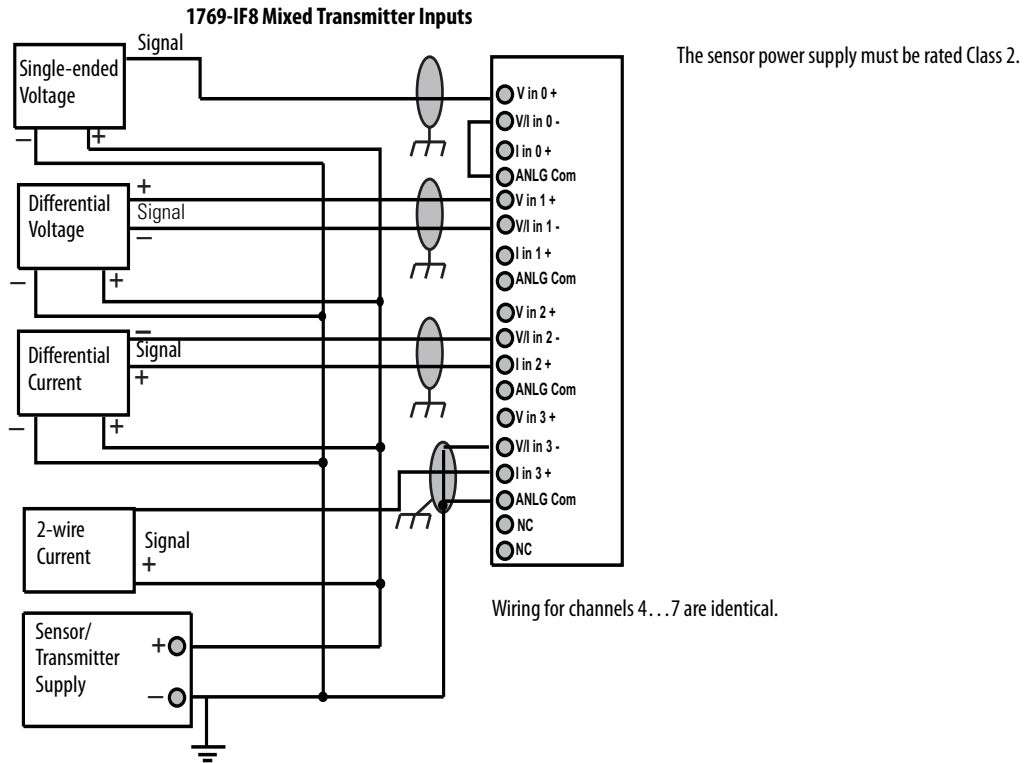 1769-IF8 Mixed Transmitter Inputs
The sensor power supply must be rated Class 2.
Signal
Single-ended
Voltage
−
+
Differential
Voltage
+
Signal
−
−
+
Differential
Current
−
Signal
+
−
+
2-wire
Current
Signal
+
Sensor/
Transmitter
Supply
+
−
V in 0 +
V/I in 0 -
I in 0 +
ANLG Com
V in 1 +
V/I in 1 -
I in 1 +
ANLG Com
V in 2 +
V/I in 2 -
I in 2 +
ANLG Com
V in 3 +
V/I in 3 -
I in 3 +
ANLG Com
NC
NC
Wiring for channels 4…7 are identical.